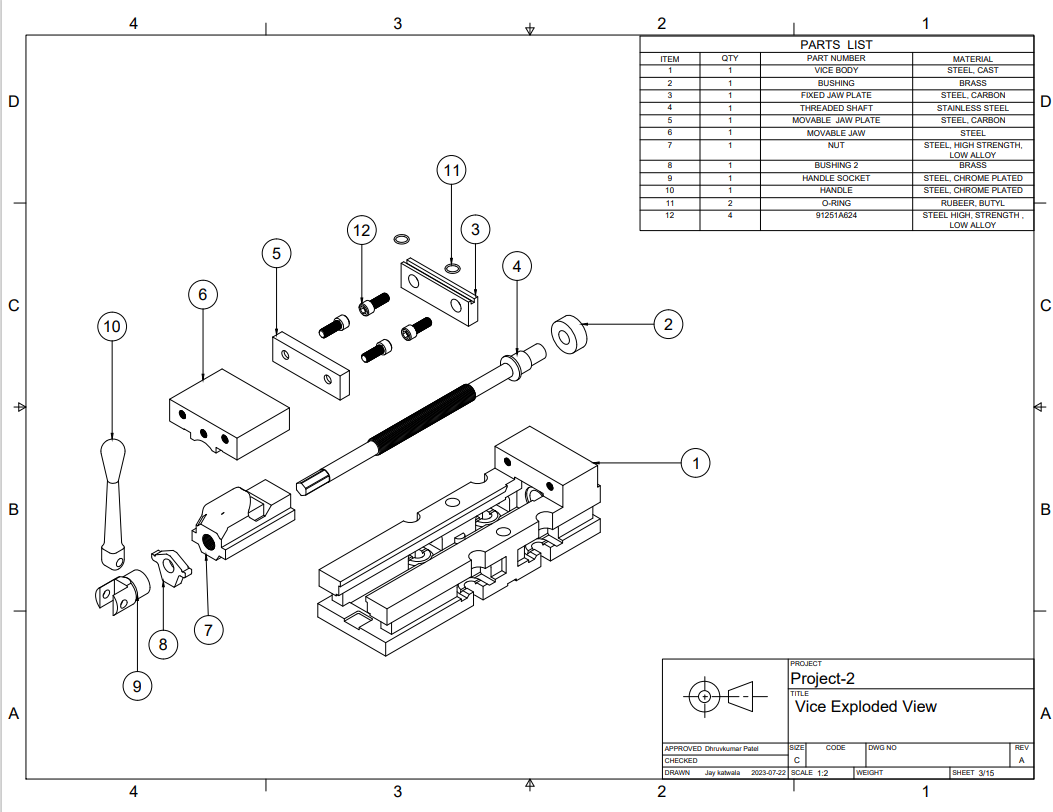 4 3 2 1
PARTS LIST
ITEM QTY PART NUMBER MATERIAL
1 1 VICE BODY STEEL, CAST
2 1 BUSHING BRASS
3 1 FIXED JAW PLATE STEEL, CARBON
4 1 THREADED SHAFT STAINLESS STEEL
5 1 MOVABLE JAW PLATE STEEL, CARBON
6 1 MOVABLE JAW STEEL
7 1 NUT STEEL, HIGH STRENGTH,
LOW ALLOY
8 1 BUSHING 2 BRASS
9 1 HANDLE SOCKET STEEL, CHROME PLATED
10 1 HANDLE STEEL, CHROME PLATED
11 2 O-RING RUBEER, BUTYL
12 4 91251A624 STEEL HIGH, STRENGTH ,
LOW ALLOY
D D
11
12 3
5
4
6
C C
10
2
1
B B
7
8
9
A A
PROJECT
Project-2
TITLE
Vice Exploded View
APPROVED Dhruvkumar Patel
CHECKED
DRAWN Jay katwala 2023-07-22
SIZE CODE DWG NO REV
C A
SCALE 1:2 WEIGHT SHEET 3/15
4 3 2 1